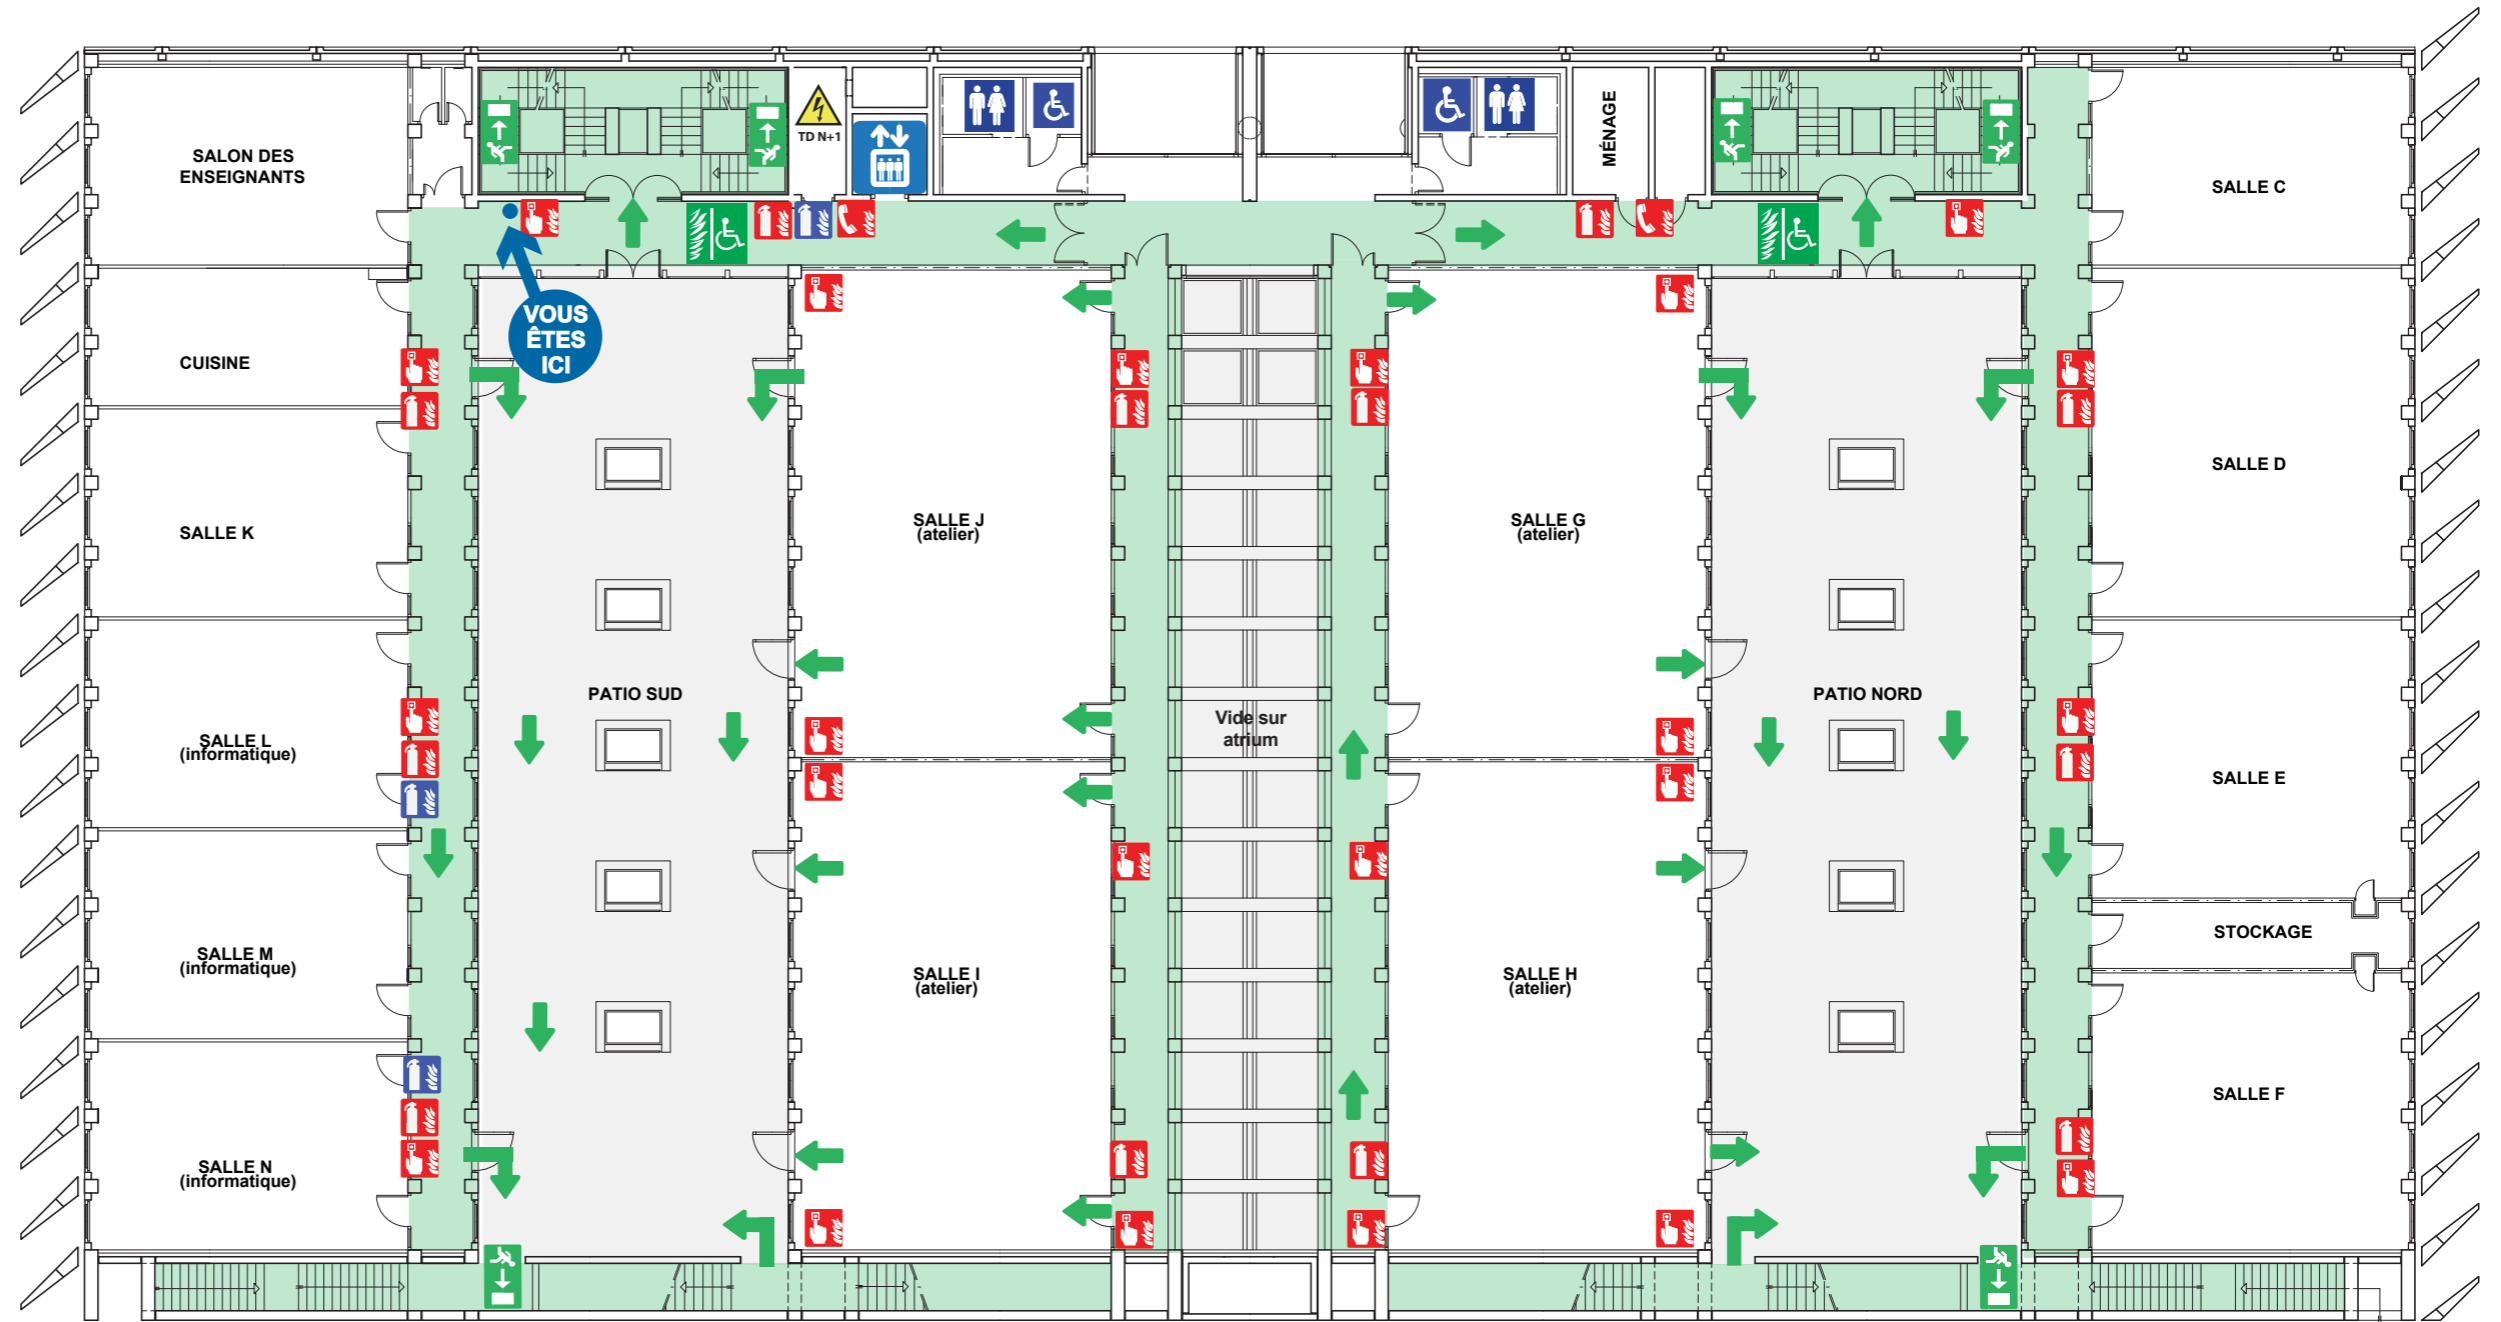 TD N+1
MÉNAGE
SALON DES
ENSEIGNANTS
SALLE C
VOUS
ÊTES
ICI
CUISINE
SALLE K
SALLE J
(atelier)
SALLE G
(atelier)
SALLE D
PATIO SUD
PATIO NORD
Vide sur
atrium
SALLE L
(informatique)
SALLE E
SALLE M
(informatique)
SALLE I
(atelier)
SALLE H
(atelier)
STOCKAGE
SALLE F
SALLE N
(informatique)